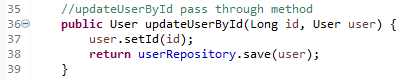 35 //updateUserById pass through method
36 public User updateUserById(Long id, User user) {
37 user.setId(id);
38 return userRepository.save(user);
39 }